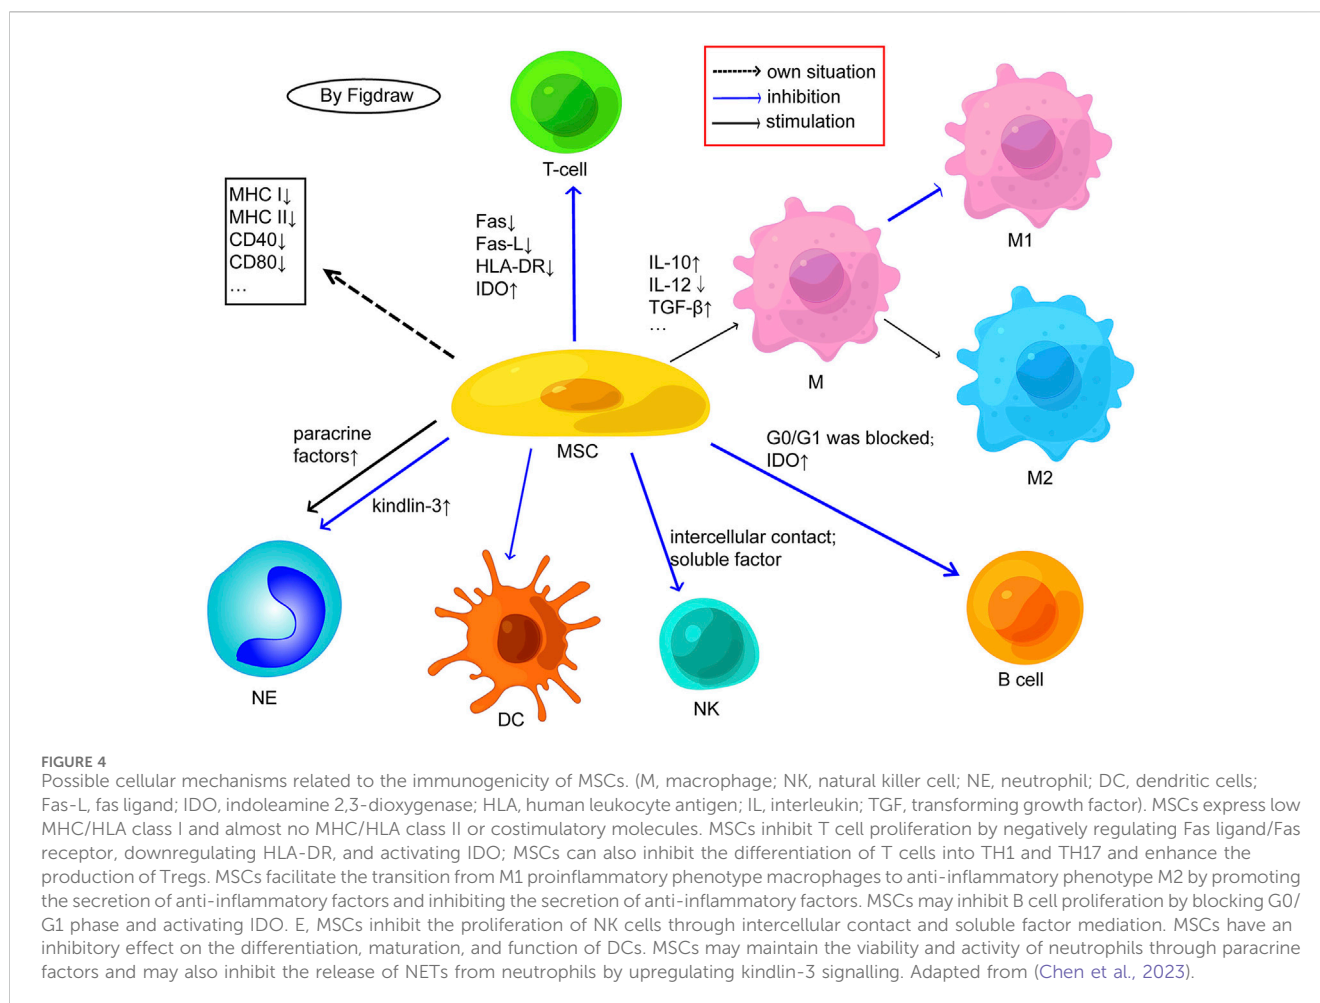 By Figdraw
own situation
inhibition
stimulation
T-cell
M1
MHC I↓
MHC II↓
CD40↓
CD80↓
...
Fas↓
Fas-L↓
HLA-DR↓
IDO↑
IL-10↑
IL-12↓
TGF-β↑
...
M
M2
MSC
G0/G1 was blocked;
IDO↑
paracrine
factors↑
kindlin-3↑
intercellular contact;
soluble factor
NE
DC
NK
B cell
FIGURE 4
Possible cellular mechanisms related to the immunogenicity of MSCs. (M, macrophage; NK, natural killer cell; NE, neutrophil; DC, dendritic cells;
Fas-L, fas ligand; IDO, indoleamine 2,3-dioxygenase; HLA, human leukocyte antigen; IL, interleukin; TGF, transforming growth factor). MSCs express low
MHC/HLA class I and almost no MHC/HLA class II or costimulatory molecules. MSCs inhibit T cell proliferation by negatively regulating Fas ligand/Fas
receptor, downregulating HLA-DR, and activating IDO; MSCs can also inhibit the differentiation of T cells into TH1 and TH17 and enhance the
production of Tregs. MSCs facilitate the transition from M1 proinflammatory phenotype macrophages to anti-inflammatory phenotype M2 by promoting
the secretion of anti-inflammatory factors and inhibiting the secretion of anti-inflammatory factors. MSCs may inhibit B cell proliferation by blocking G0/
G1 phase and activating IDO. E, MSCs inhibit the proliferation of NK cells through intercellular contact and soluble factor mediation. MSCs have an
inhibitory effect on the differentiation, maturation, and function of DCs. MSCs may maintain the viability and activity of neutrophils through paracrine
factors and may also inhibit the release of NETs from neutrophils by upregulating kindlin-3 signalling. Adapted from (Chen et al., 2023).